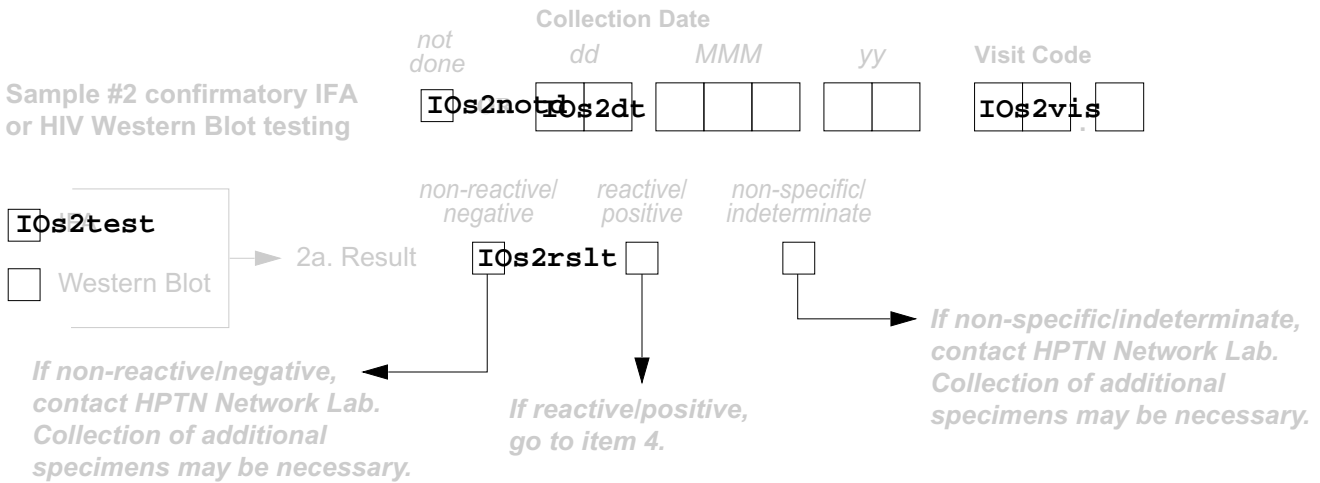 Collection Date
not done
dd MMM yy Visit Code
Sample #2 confirmatory IFA
or HIV Western Blot testing
IOs2notd IOs2dt IOs2vis .
non-reactive/ reactive/ non-specific/
negative positive indeterminate
IOs2test
IFA
2a. Result IOs2rslt
Western Blot
If non-specific/indeterminate,
contact HPTN Network Lab.
Collection of additional
specimens may be necessary.
If non-reactive/negative,
contact HPTN Network Lab.
Collection of additional
specimens may be necessary.
If reactive/positive,
go to item 4.